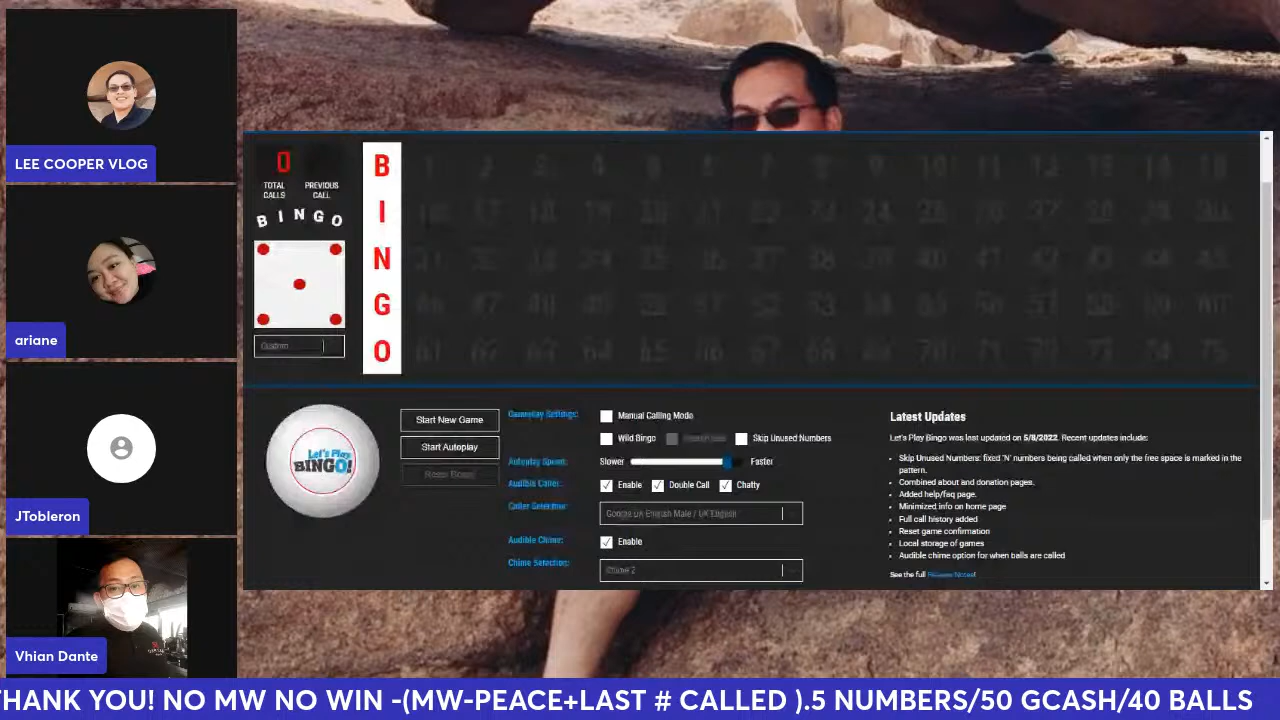 LEE COOPER VLOG
ariane
JTobleron
Vhian Dante
0
TOTAL CALLS
PREVIOUS CALL
BINGO
Custom
B
I
N
G
O
Let's Play BINGO!
Start New Game
Start Autoplay
Gameplay Settings:
Manual Calling Mode
Wild Bingo
Skip Unused Numbers
Autoplay Speed:
Slower
Faster
Audible Caller:
Enable
Double Call
Chatty
Caller Selection:
Google UK English Male / UK English
Audible Chime:
Enable
Chime Selection:
Chime 2
Latest Updates
Let's Play Bingo was last updated on 5/8/2022. Recent updates include:
Skip Unused Numbers: fixed 'N' numbers being called when only the free space is marked in the
pattern.
Combined about and donation pages.
Added help/faq page.
Minimized info on home page
Full call history added
Reset game confirmation
Local storage of games
Audible chime option for when balls are called
See the full Release Notes!
THANK YOU! NO MW NO WIN -(MW-PEACE+LAST # CALLED ).5 NUMBERS/50 GCASH/40 BALLS